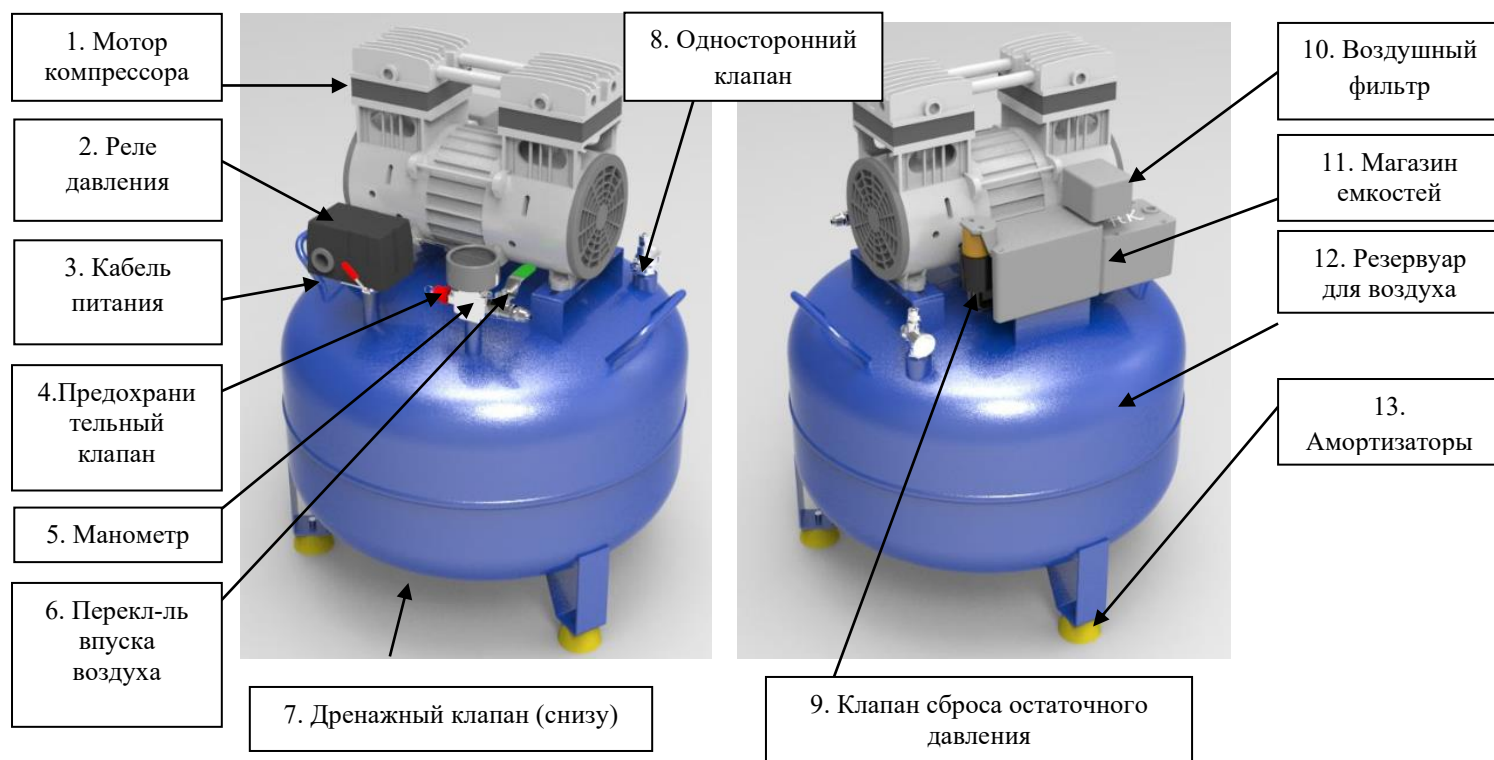 1. Мотор
компрессора
2. Реле
давления
3. Кабель
питания
4.Предохрани
тельный
клапан
5. Манометр
6. Перекл-ль
впуска
воздуха
7. Дренажный клапан (снизу)
8. Односторонний
клапан
9. Клапан сброса остаточного
давления
10. Воздушный
фильтр
11. Магазин
емкостей
12. Резервуар
для воздуха
13.
Амортизаторы